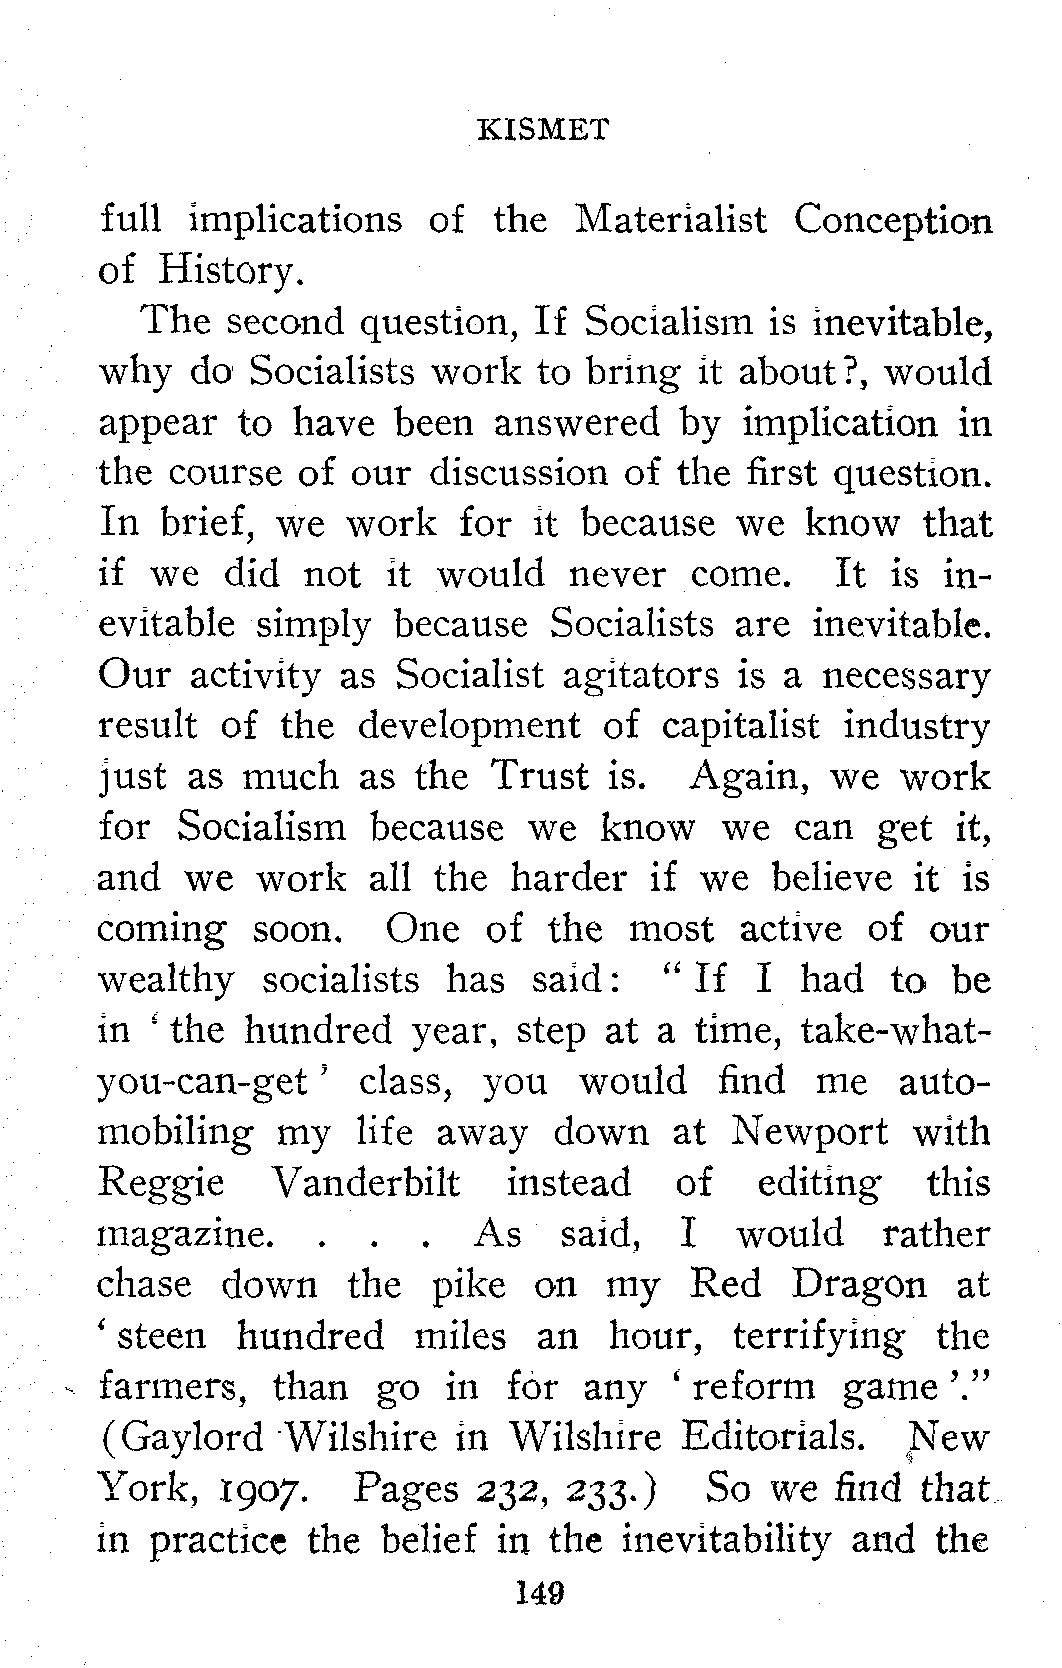 KISMET
full implications of the Materialist Conception
of History.
The second question, If Socialism is inevitable,
why do Socialists work to bring it about?, would
appear to have been answered by implication in
the course of our discussion of the first question.
In brief, we work for it because we know that
if we did not it would never come. It is in-
evitable simply because Socialists are inevitable.
Our activity as Socialist agitators is a necessary
result of the development of capitalist industry
just as much as the Trust is. Again, we work
for Socialism because we know we can get it,
and we work all the harder if we believe it is
coming soon. One of the most active of our
wealthy socialists has said: “ If I had to be
in ‘ the hundred year, step at a time, take-what-
you-can-get ’ class, you would find me auto-
mobiling my life away down at Newport with
Reggie Vanderbilt instead of editing this
magazine. . . . As said, I would rather
chase down the pike on my Red Dragon at
‘ steen hundred miles an hour, terrifying the
farmers, than go in for any ‘ reform game ’.”
(Gaylord Wilshire in Wilshire Editorials. New
York, 1907. Pages 232, 233.) So we find that
in practice the belief in the inevitability and the
149